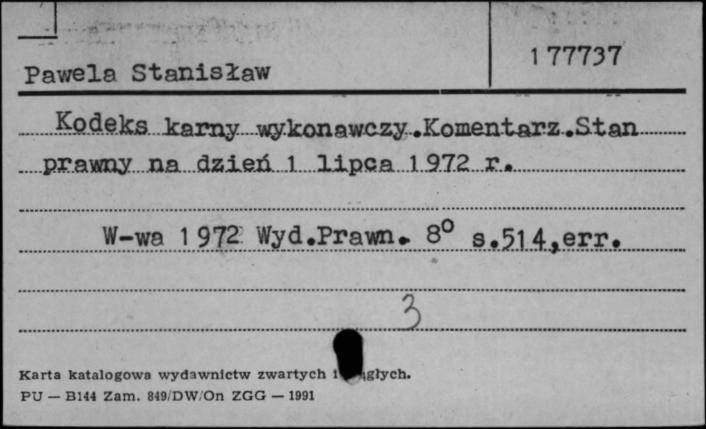 177737
Pawela Stanisław
Kodeks karny wykonawczy.Komentarz.Stan
prawny na dzień 1 lipca 1972 r.
W-wa 1972 Wyd.Prawn. 8° s.514,err.
3
Karta katalogowa wydawnictw zwartych i
PU — B144 Zam. 849/DW/On ZGG — 1991